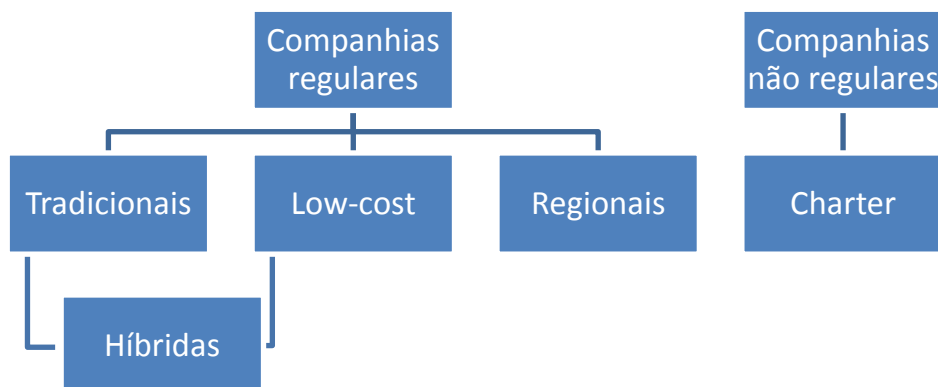 Companhias
regulares
Companhias
não regulares
Tradicionais
Low-cost
Regionais
Charter
Híbridas